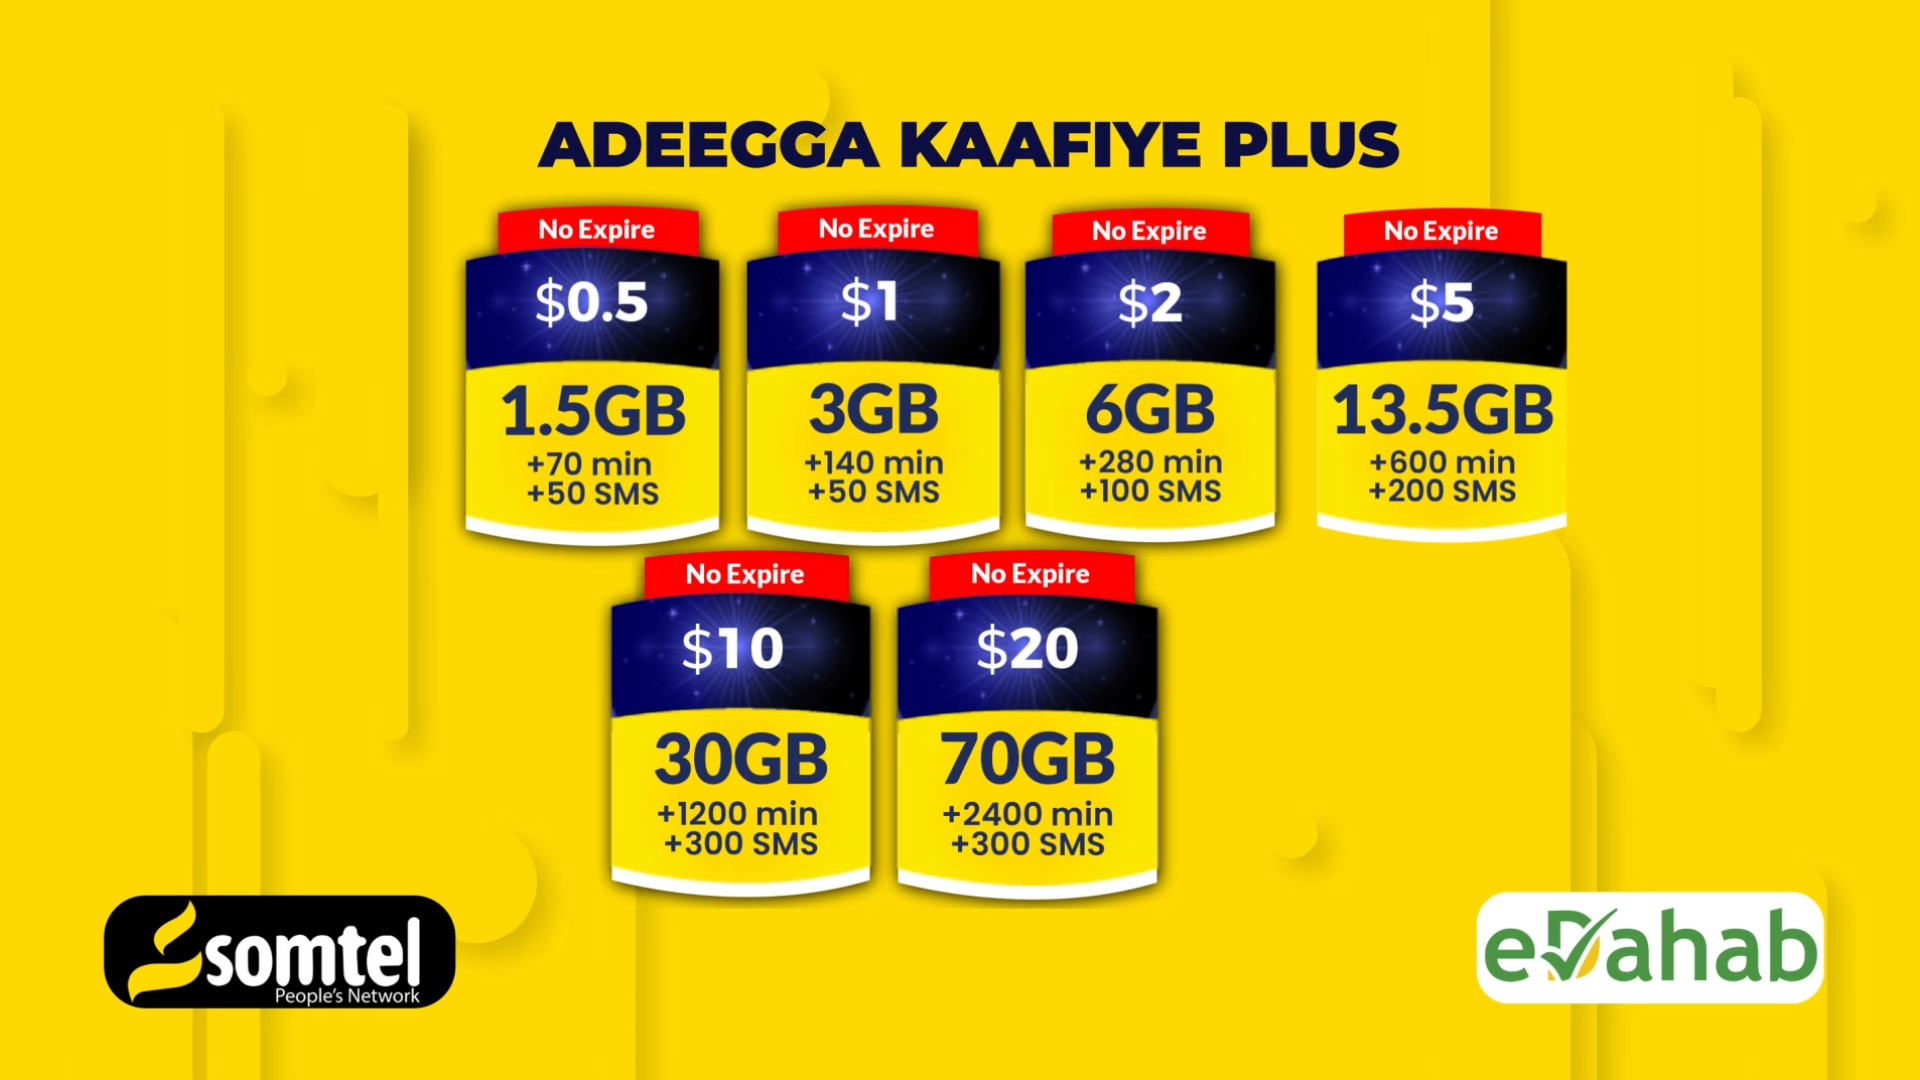 ADEEGGA KAAFIYE PLUS
No Expire
$0.5
1.5GB
+70 min
+50 SMS
No Expire
$1
3GB
+140 min
+50 SMS
No Expire
$2
6GB
+280 min
+100 SMS
No Expire
$5
13.5GB
+600 min
+200 SMS
No Expire
$10
30GB
+1200 min
+300 SMS
No Expire
$20
70GB
+2400 min
+300 SMS
somtel
People's Network
eDahab